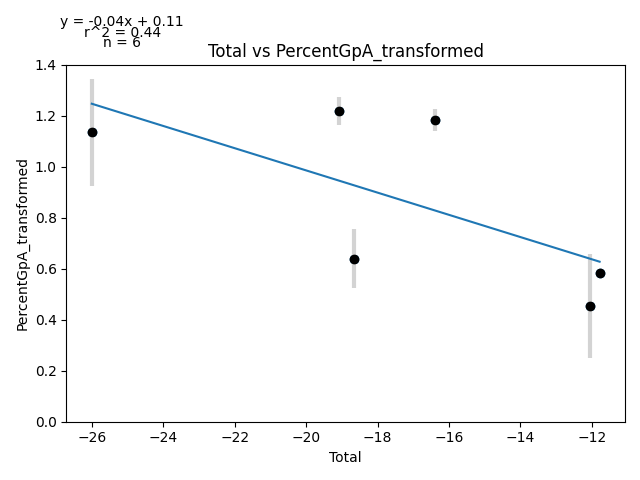 y = -0.04x + 0.11
r^2 = 0.44
n = 6
Total vs PercentGpA_transformed
PercentGpA_transformed
1.4
1.2
1.0
0.8
0.6
0.4
0.2
0.0
−26
−24
−22
−20
−18
−16
−14
−12
Total